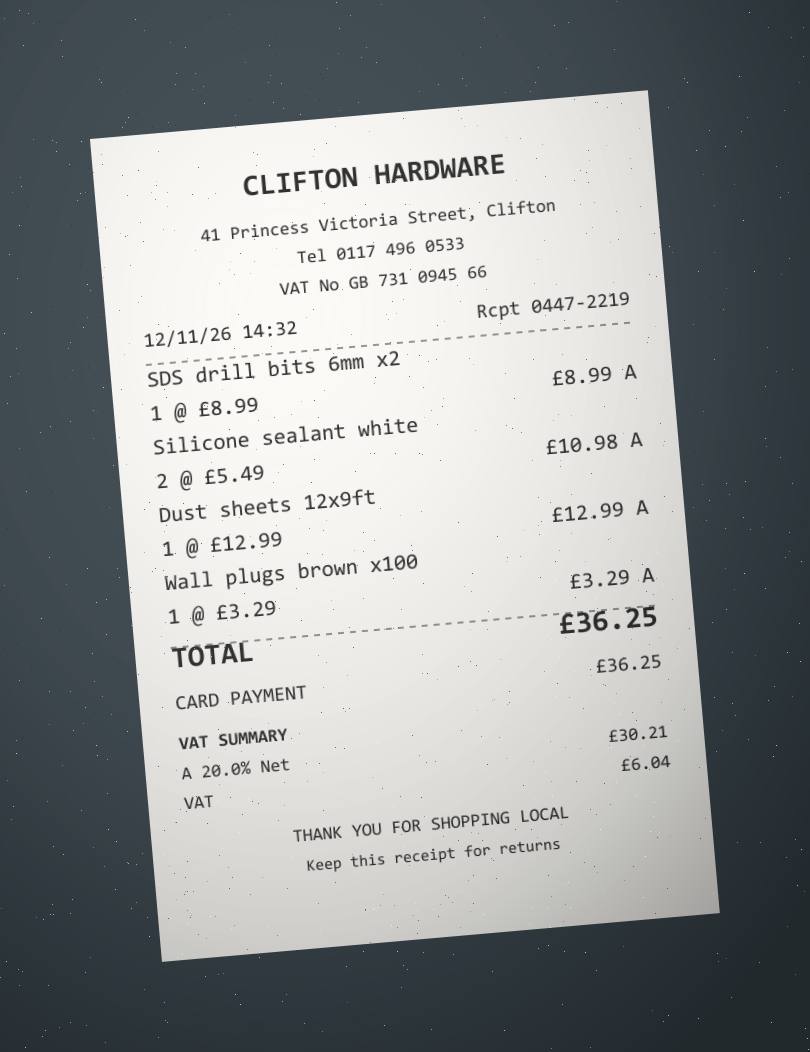 CLIFTON HARDWARE
41 Princess Victoria Street, Clifton
Tel 0117 496 0533
VAT No GB 731 0945 66
12/11/26 14:32 Rcpt 0447-2219
SDS drill bits 6mm x2
1 @ £8.99 £8.99 A
Silicone sealant white
2 @ £5.49 £10.98 A
Dust sheets 12x9ft
1 @ £12.99 £12.99 A
Wall plugs brown x100
1 @ £3.29 £3.29 A
TOTAL £36.25
CARD PAYMENT £36.25
VAT SUMMARY
A 20.0% Net £30.21
VAT £6.04
THANK YOU FOR SHOPPING LOCAL
Keep this receipt for returns